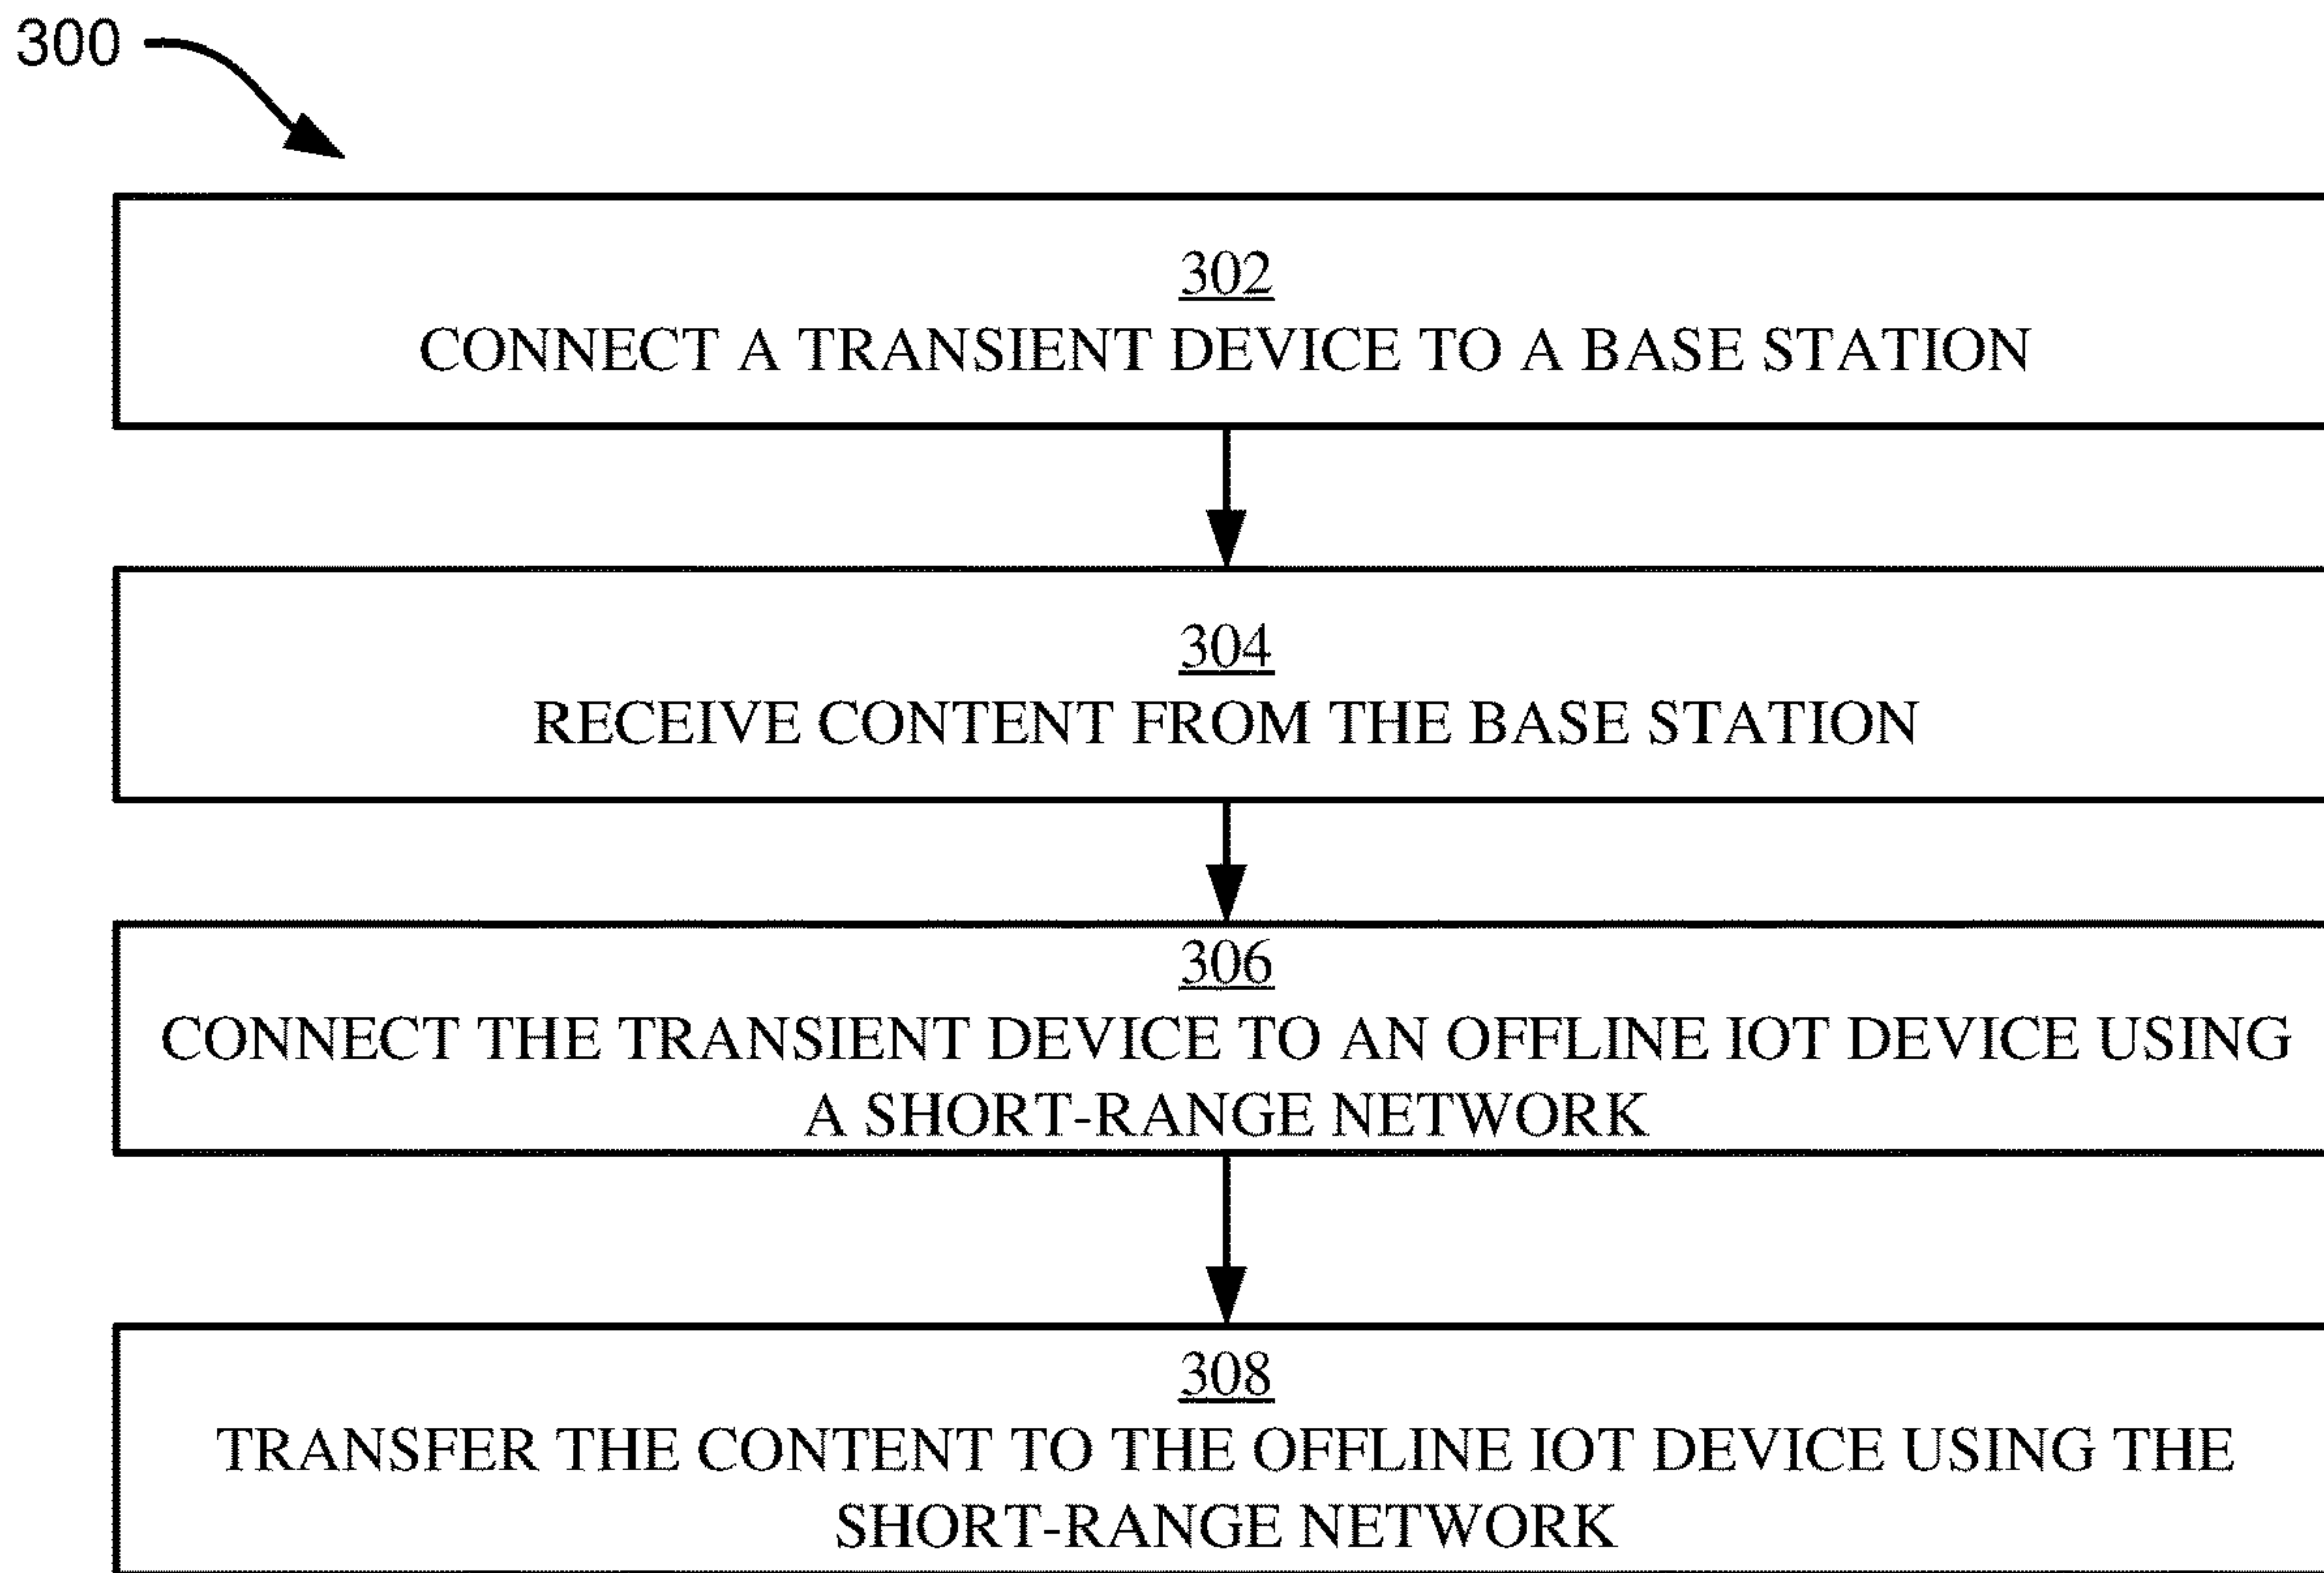 300
302
CONNECT A TRANSIENT DEVICE TO A BASE STATION
304
RECEIVE CONTENT FROM THE BASE STATION
306
CONNECT THE TRANSIENT DEVICE TO AN OFFLINE IOT DEVICE USING
A SHORT-RANGE NETWORK
308
TRANSFER THE CONTENT TO THE OFFLINE IOT DEVICE USING THE
SHORT-RANGE NETWORK